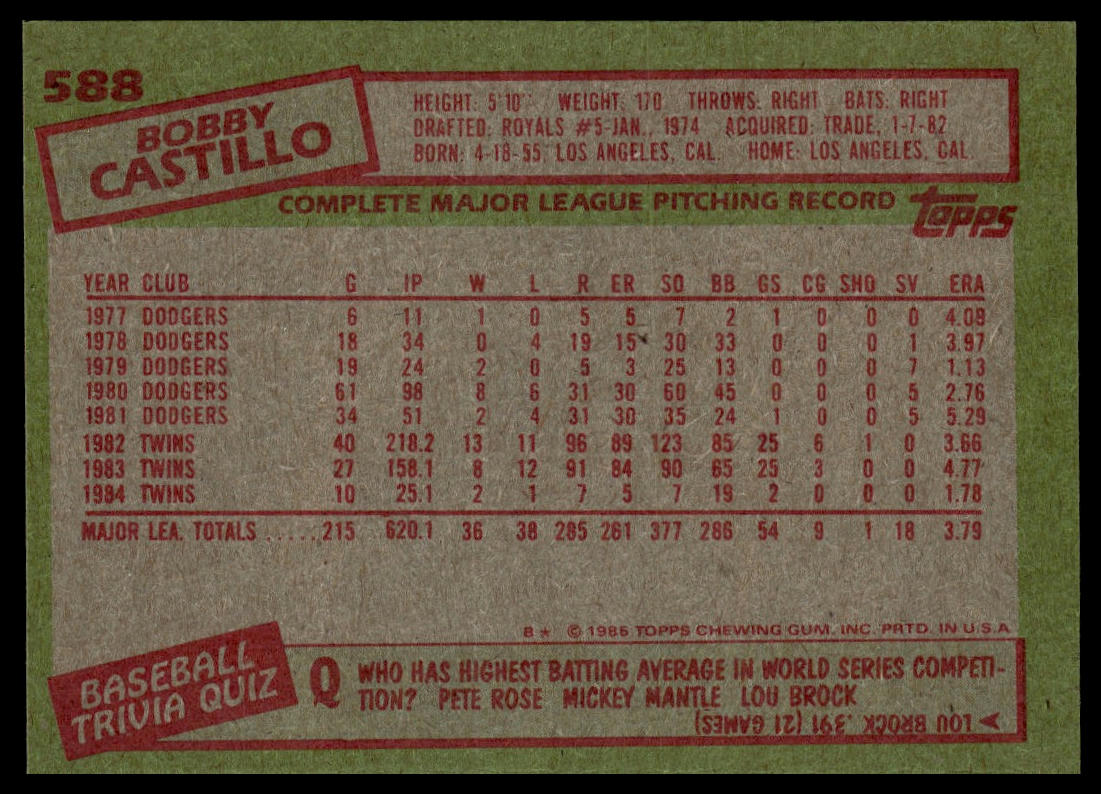 588
BOBBY
CASTILLO
HEIGHT: 5'10" WEIGHT: 170 THROWS: RIGHT BATS: RIGHT
DRAFTED: ROYALS #5-JAN., 1974 ACQUIRED: TRADE, 1-7-82
BORN: 4-18-55, LOS ANGELES, CAL. HOME: LOS ANGELES, CAL.
COMPLETE MAJOR LEAGUE PITCHING RECORD
topps
YEAR CLUB G IP W L R ER SO BB GS CG SHO SV ERA
1977 DODGERS 6 11 1 0 5 5 7 2 1 0 0 0 4.09
1978 DODGERS 18 34 0 4 19 15 30 33 0 0 0 1 3.97
1979 DODGERS 19 24 2 0 5 3 25 13 0 0 0 7 1.13
1980 DODGERS 61 98 8 6 31 30 60 45 0 0 0 5 2.76
1981 DODGERS 34 51 2 4 31 30 35 24 1 0 0 5 5.29
1982 TWINS 40 218.2 13 11 96 89 123 85 25 6 1 0 3.66
1983 TWINS 27 158.1 8 12 91 84 90 65 25 3 0 0 4.77
1984 TWINS 10 25.1 2 1 7 5 7 19 2 0 0 0 1.78
MAJOR LEA. TOTALS ..... 215 620.1 36 38 285 261 377 286 54 9 1 18 3.79
B* © 1985 TOPPS CHEWING GUM, INC. PRTD. IN U.S.A.
BASEBALL
TRIVIA QUIZ
Q WHO HAS HIGHEST BATTING AVERAGE IN WORLD SERIES COMPETI-
TION? PETE ROSE MICKEY MANTLE LOU BROCK
LOU BROCK .391 (21 GAMES)